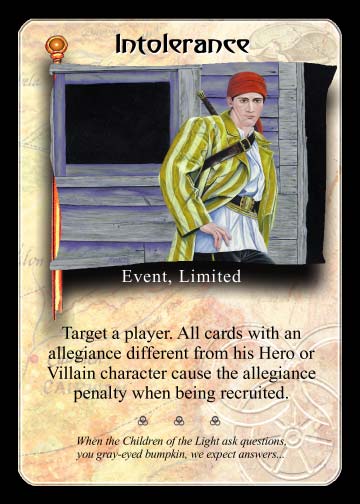 Intolerance
Event, Limited
Target a player. All cards with an
allegiance different from his Hero or
Villain character cause the allegiance
penalty when being recruited.
When the Children of the Light ask questions,
you gray-eyed bumpkin, we expect answers...